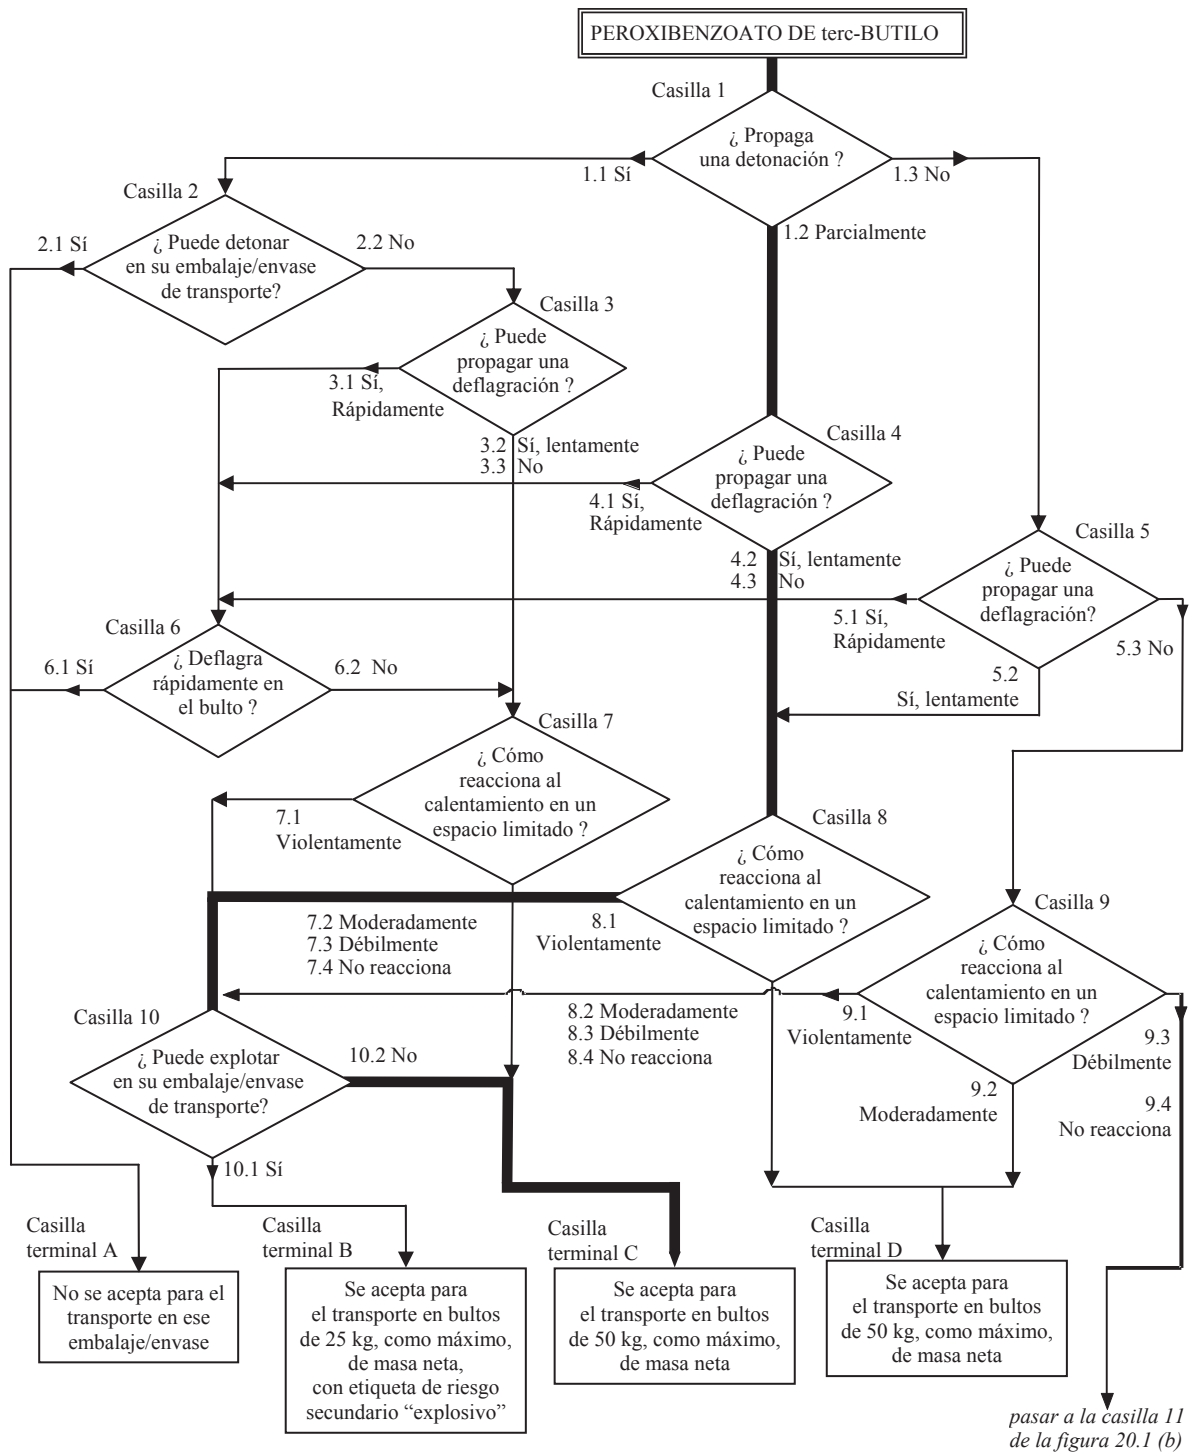 PEROXIBENZOATO DE terc-BUTILO
Casilla 1
¿ Propaga
una detonación ?
1.1 Sí
1.3 No
1.2 Parcialmente
Casilla 2
2.1 Sí
¿ Puede detonar
en su embalaje/envase
de transporte?
2.2 No
Casilla 3
¿ Puede
propagar una
deflagración ?
3.1 Sí,
Rápidamente
3.2 Sí, lentamente
3.3 No
Casilla 4
¿ Puede
propagar una
deflagración ?
4.1 Sí,
Rápidamente
4.2 Sí, lentamente
4.3 No
Casilla 5
¿ Puede
propagar una
deflagración?
5.1 Sí,
Rápidamente
5.3 No
5.2
Sí, lentamente
Casilla 6
6.1 Sí
¿ Deflagra
rápidamente en
el bulto ?
6.2 No
Casilla 7
¿ Cómo
reacciona al
calentamiento en un
espacio limitado ?
7.1
Violentamente
7.2 Moderadamente
7.3 Débilmente
7.4 No reacciona
Casilla 8
¿ Cómo
reacciona al
calentamiento en un
espacio limitado ?
8.1
Violentamente
8.2 Moderadamente
8.3 Débilmente
8.4 No reacciona
Casilla 9
¿ Cómo
reacciona al
calentamiento en un
espacio limitado ?
9.1
Violentamente
9.2
Moderadamente
9.3
Débilmente
9.4
No reacciona
Casilla 10
¿ Puede explotar
en su embalaje/envase
de transporte?
10.2 No
10.1 Sí
Casilla
terminal A
No se acepta para el
transporte en ese
embalaje/envase
Casilla
terminal B
Se acepta para
el transporte en bultos
de 25 kg, como máximo,
de masa neta,
con etiqueta de riesgo
secundario “explosivo”
Casilla
terminal C
Se acepta para
el transporte en bultos
de 50 kg, como máximo,
de masa neta
Casilla
terminal D
Se acepta para
el transporte en bultos
de 50 kg, como máximo,
de masa neta
pasar a la casilla 11
de la figura 20.1 (b)